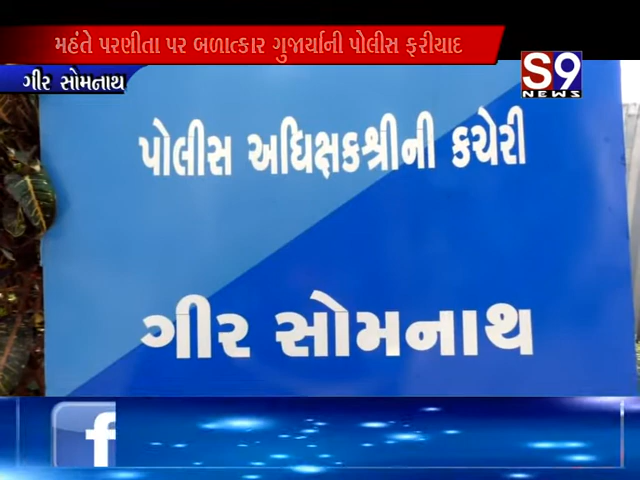 મહંતે પરણીતા પર બળાત્કાર ગુજાર્યાની પોલીસ ફરીયાદ
ગીર સોમનાથ
S9
NEWS
પોલીસ અધિક્ષકશ્રીની કચેરી
ગીર સોમનાથ
f